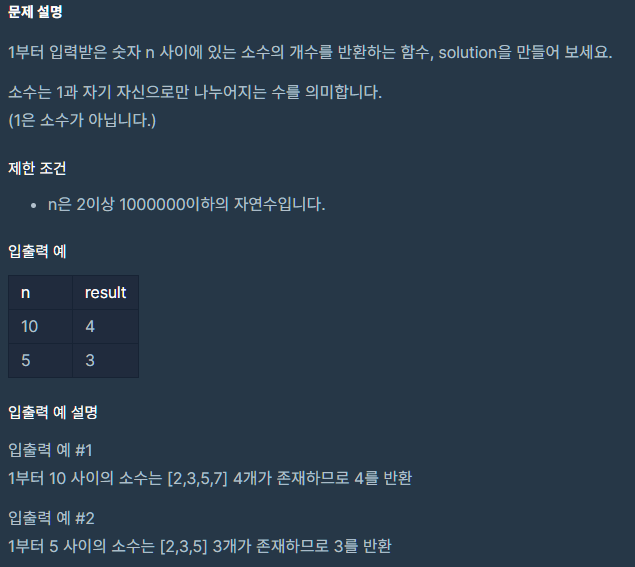 문제 설명
1부터 입력받은 숫자 n 사이에 있는 소수의 개수를 반환하는 함수, solution을 만들어 보세요.
소수는 1과 자기 자신으로만 나누어지는 수를 의미합니다.
(1은 소수가 아닙니다.)
제한 조건
• n은 2이상 1000000이하의 자연수입니다.
입출력 예
n result
10 4
5 3
입출력 예 설명
입출력 예 #1
1부터 10 사이의 소수는 [2,3,5,7] 4개가 존재하므로 4를 반환
입출력 예 #2
1부터 5 사이의 소수는 [2,3,5] 3개가 존재하므로 3를 반환